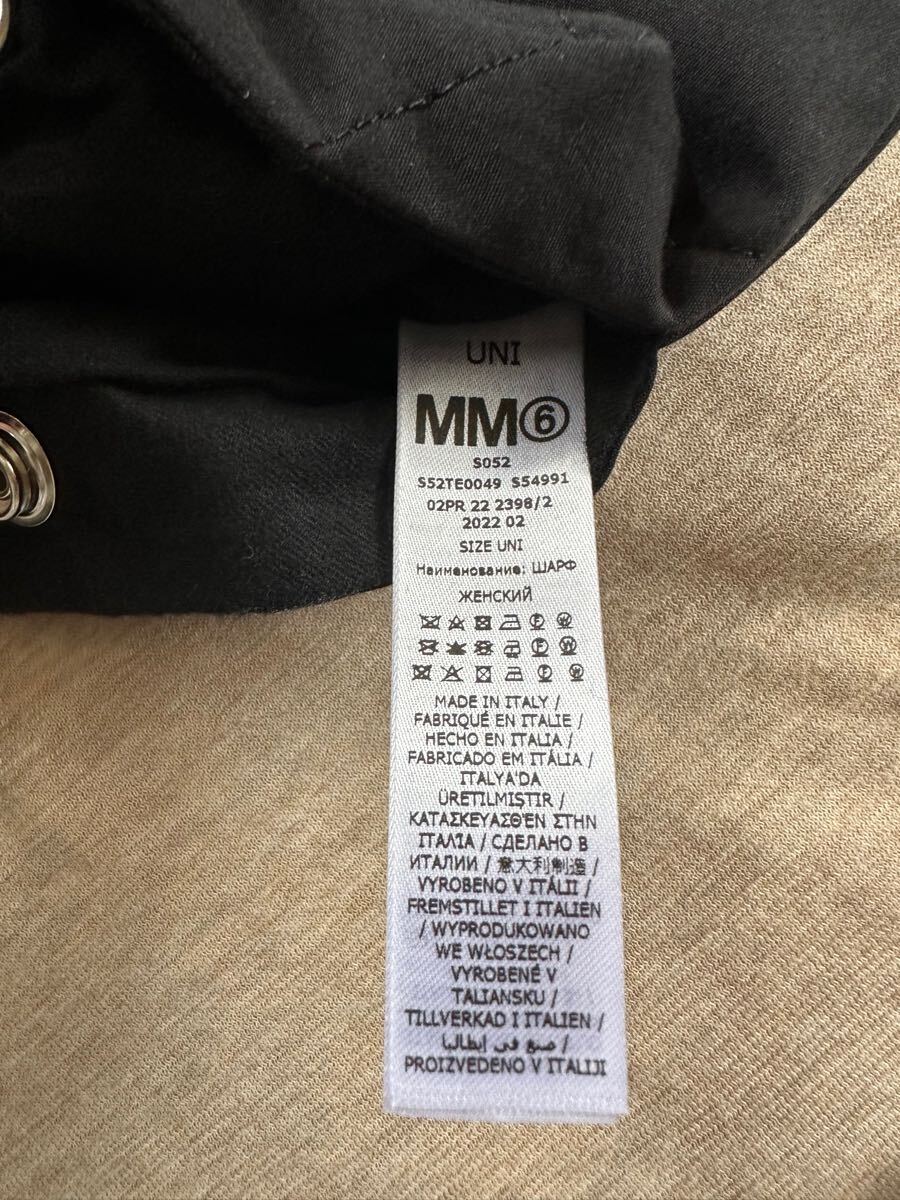 UNI
MM⑥
S052
S52TE0049 S54991
02PR 22 2398/2
2022 02
SIZE UNI
Наименование: ШАРФ
ЖЕНСКИЙ
MADE IN ITALY /
FABRIQUÉ EN ITALIE /
HECHO EN ITALIA /
FABRICADO EM ITÁLIA /
ITALYA'DA
ÜRETILMIŞTIR /
ΚΑΤΑΣΚΕΥΑΣΘΈΝ ΣΤΗΝ
ΙΤΑΛΊΑ / СДЕЛАНО В
ИТАЛИИ / 意大利制造 /
VYROBENO V ITÁLII /
FREMSTILLET I ITALIEN
/ WYPRODUKOWANO
WE WŁOSZECH /
VYROBENÉ V
TALIANSKU /
TILLVERKAD I ITALIEN /
صنع في إيطاليا /
PROIZVEDENO V ITALIJI